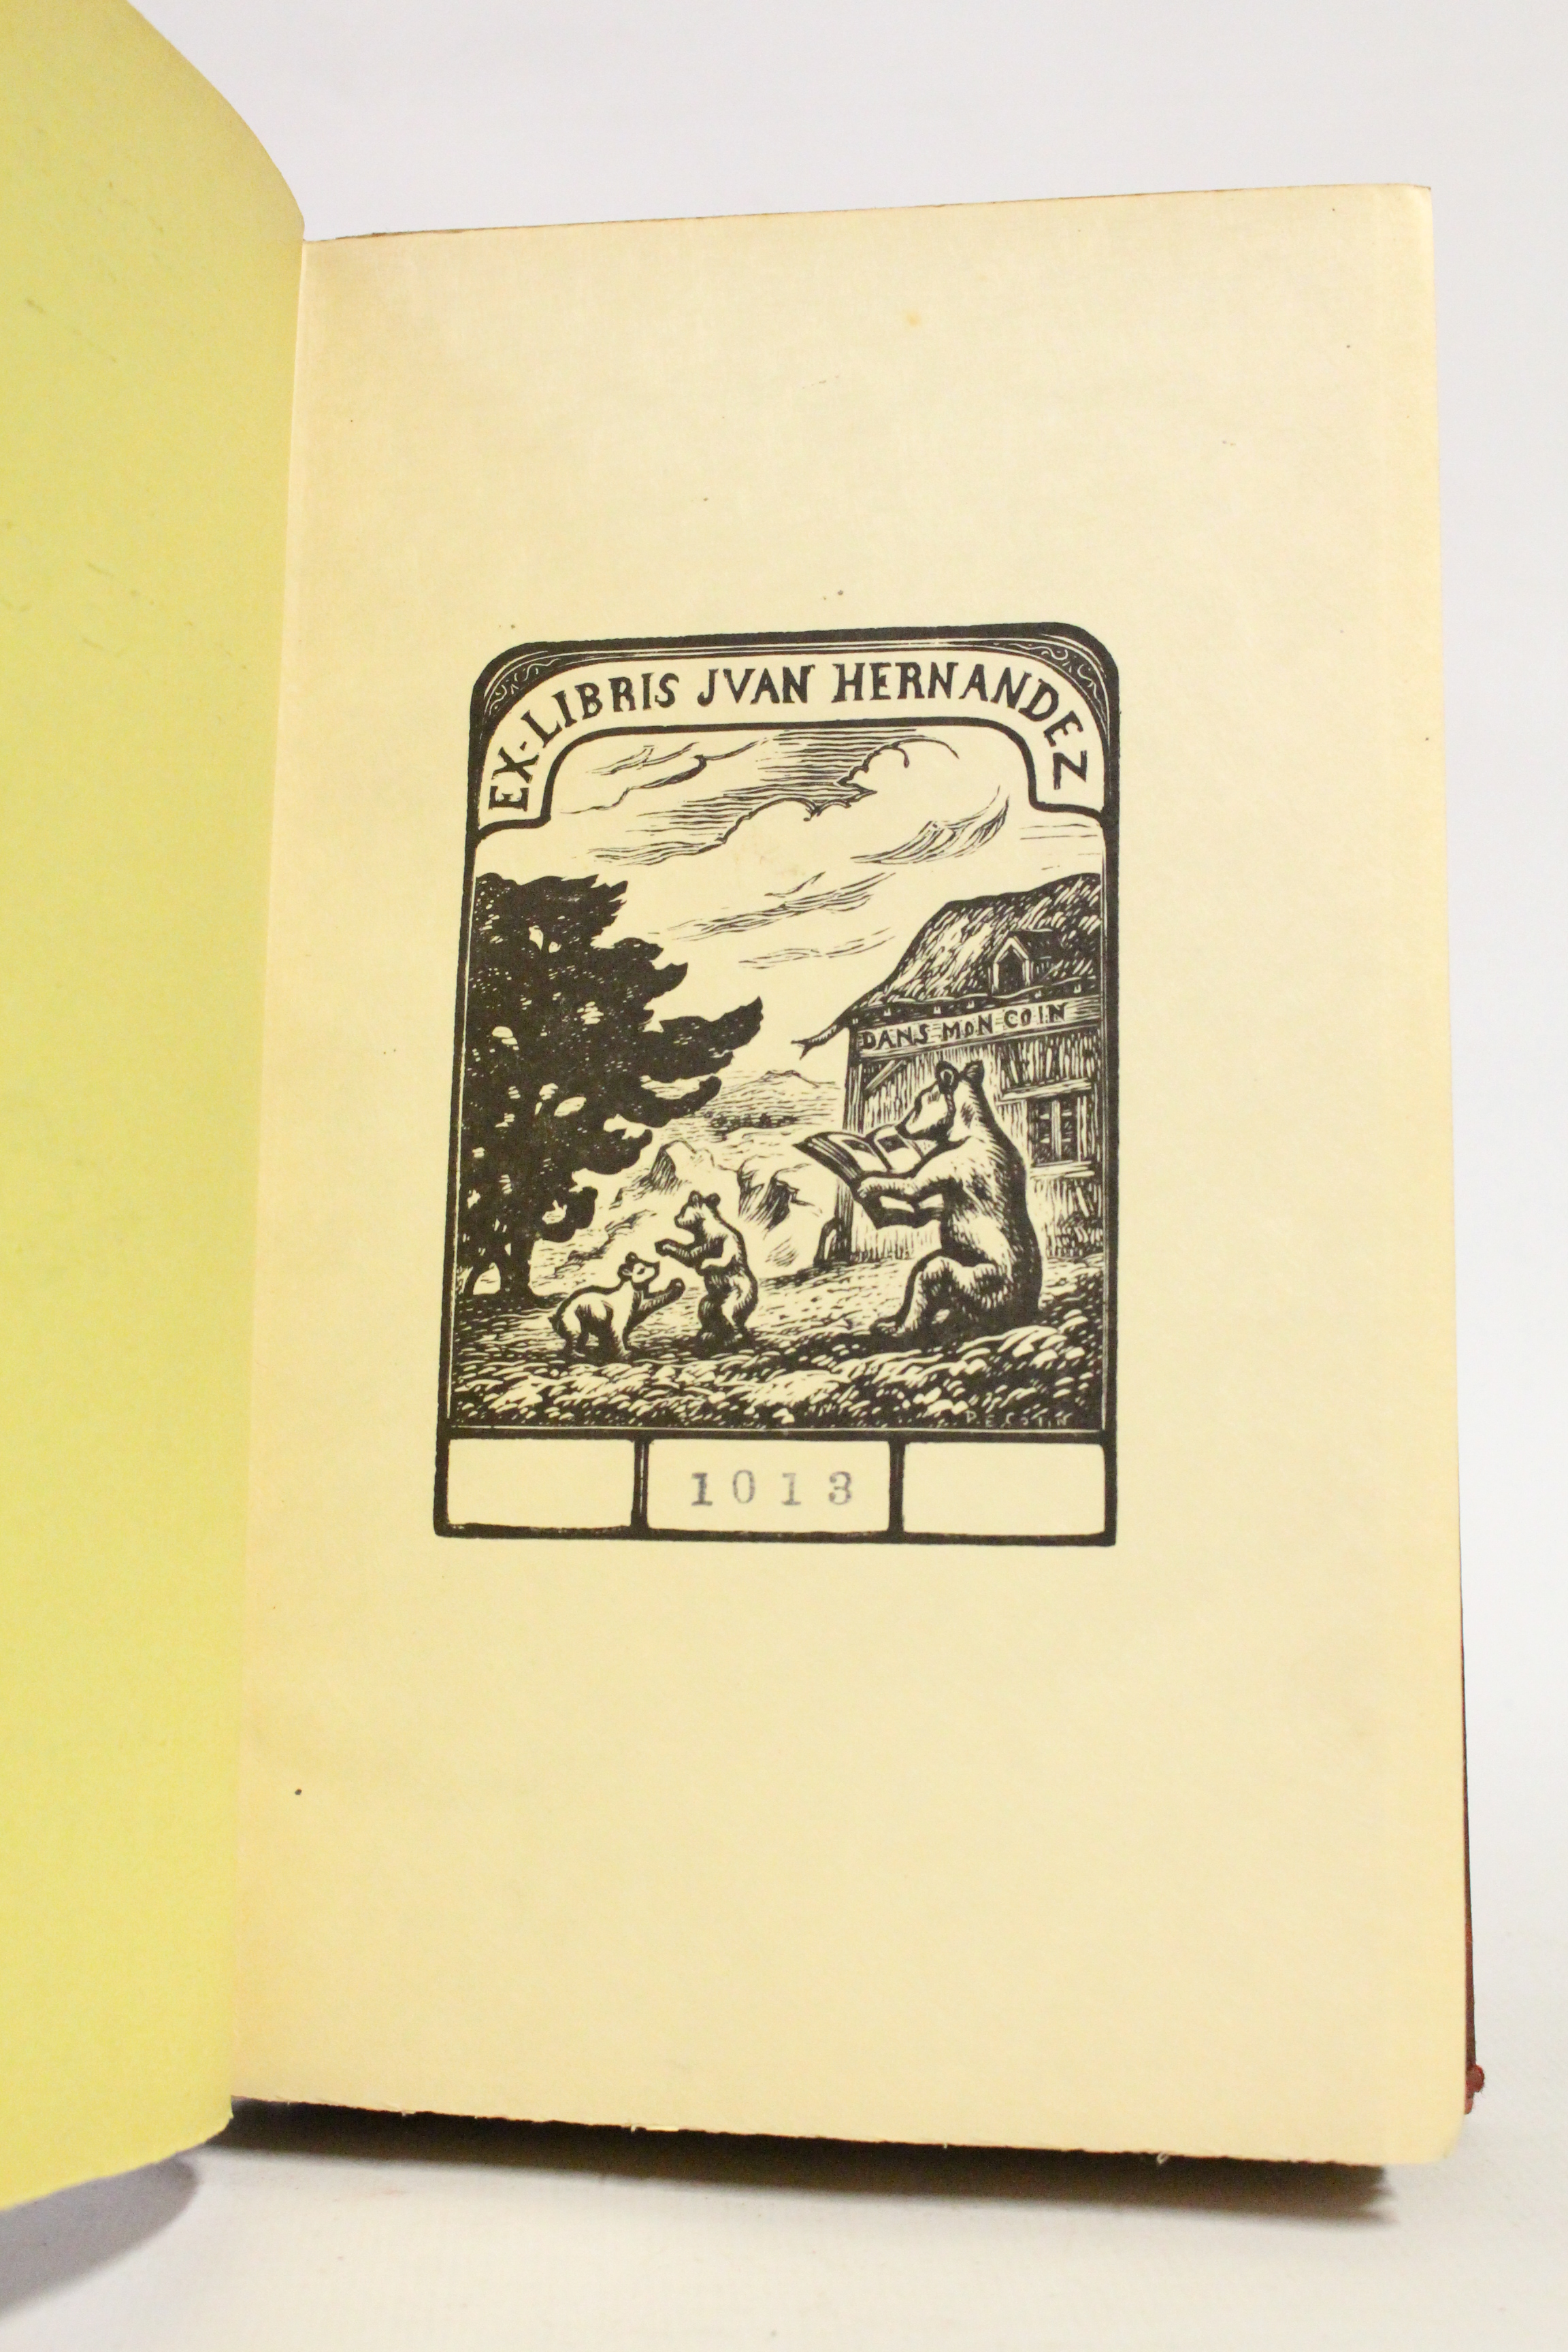 EX-LIBRIS JVAN HERNANDEZ
DANS MON COIN
1013